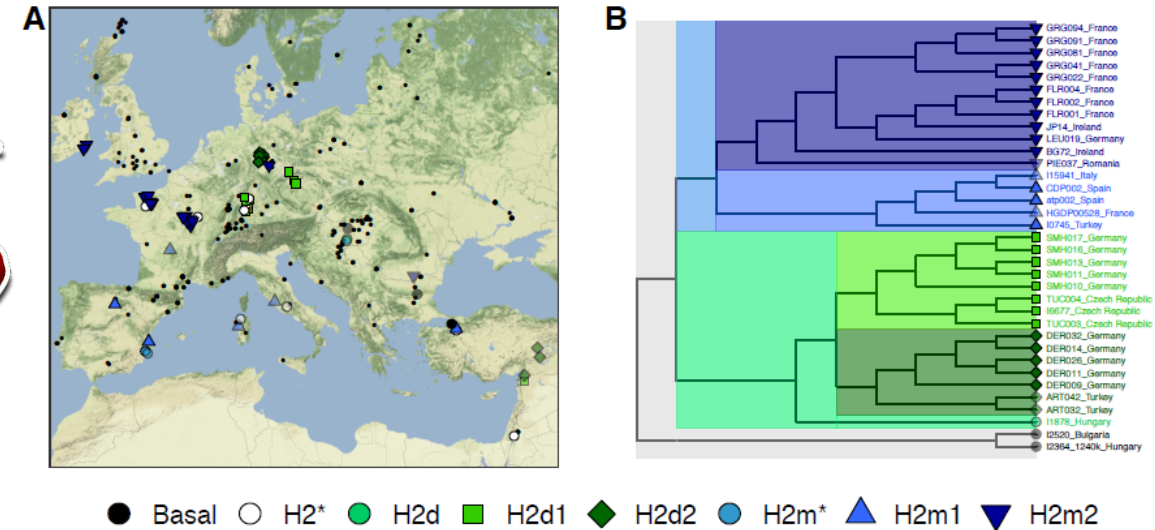 A
B
GRG094_France
GRG091_France
GRG081_France
GRG041_France
GRG022_France
FLR004_France
FLR002_France
FLR001_France
JP14_Ireland
LEU019_Germany
BG72_Ireland
PIE037_Romania
I15941_Italy
CDP002_Spain
atp002_Spain
HGDP00528_France
I0745_Turkey
SMH017_Germany
SMH016_Germany
SMH013_Germany
SMH011_Germany
SMH010_Germany
TUC004_Czech Republic
I6677_Czech Republic
TUC003_Czech Republic
DER032_Germany
DER014_Germany
DER026_Germany
DER011_Germany
DER009_Germany
ART042_Turkey
ART032_Turkey
I1878_Hungary
I2520_Bulgaria
I2364_1240k_Hungary
Basal H2* H2d H2d1 H2d2 H2m* H2m1 H2m2